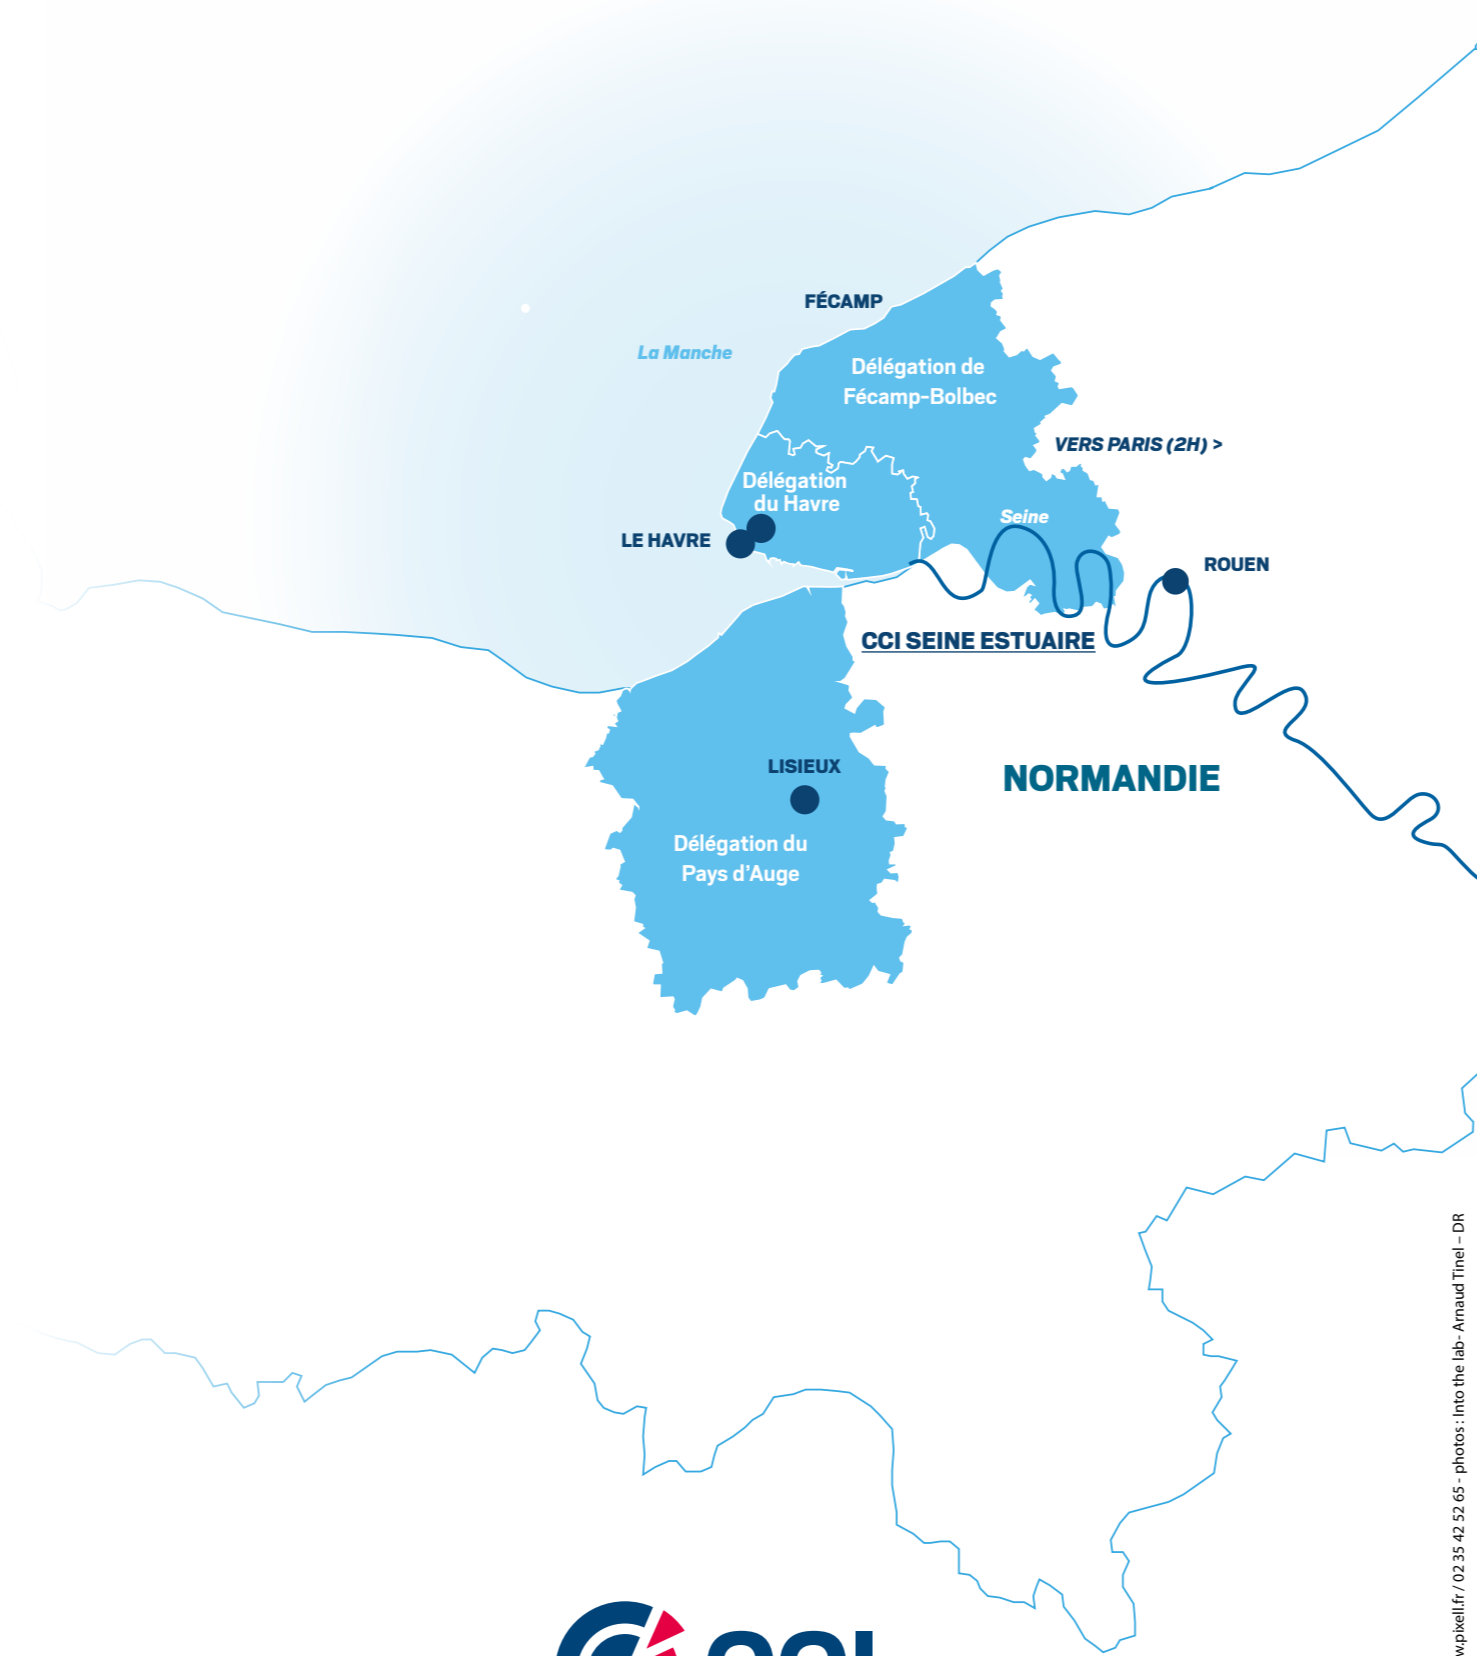 FÉCAMP
La Manche
Délégation de
Fécamp-Bolbec
VERS PARIS (2H) >
Délégation
du Havre
Seine
LE HAVRE
ROUEN
CCI SEINE ESTUAIRE
LISIEUX
NORMANDIE
Délégation du
Pays d'Auge
w.pixell.fr / 02 35 42 52 65 - photos : Into the lab- Arnaud Tinel – DR
CCI